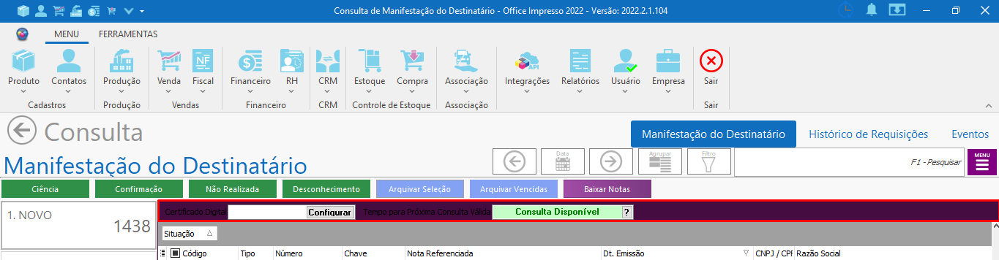 Consulta de Manifestação do Destinatário - Office Impresso 2022 - Versão: 2022.2.1.104
MENU FERRAMENTAS
Produto Contatos Produção Venda Fiscal Financeiro RH CRM Estoque Compra Associação Integrações Relatórios Usuário Empresa Sair
NF
API
Cadastros Produção Vendas Financeiro CRM Controle de Estoque Associação Sair
Consulta
Manifestação do Destinatário Histórico de Requisições Eventos
Manifestação do Destinatário
Data Agrupar Filtro
F1 - Pesquisar
MENU
Ciência Confirmação Não Realizada Desconhecimento Arquivar Seleção Arquivar Vencidas Baixar Notas
1. NOVO
1438
Certificado Digital Configurar Tempo para Próxima Consulta Válida Consulta Disponível ?
Situação
Código Tipo Número Chave Nota Referenciada Dt. Emissão CNPJ / CPF Razão Social